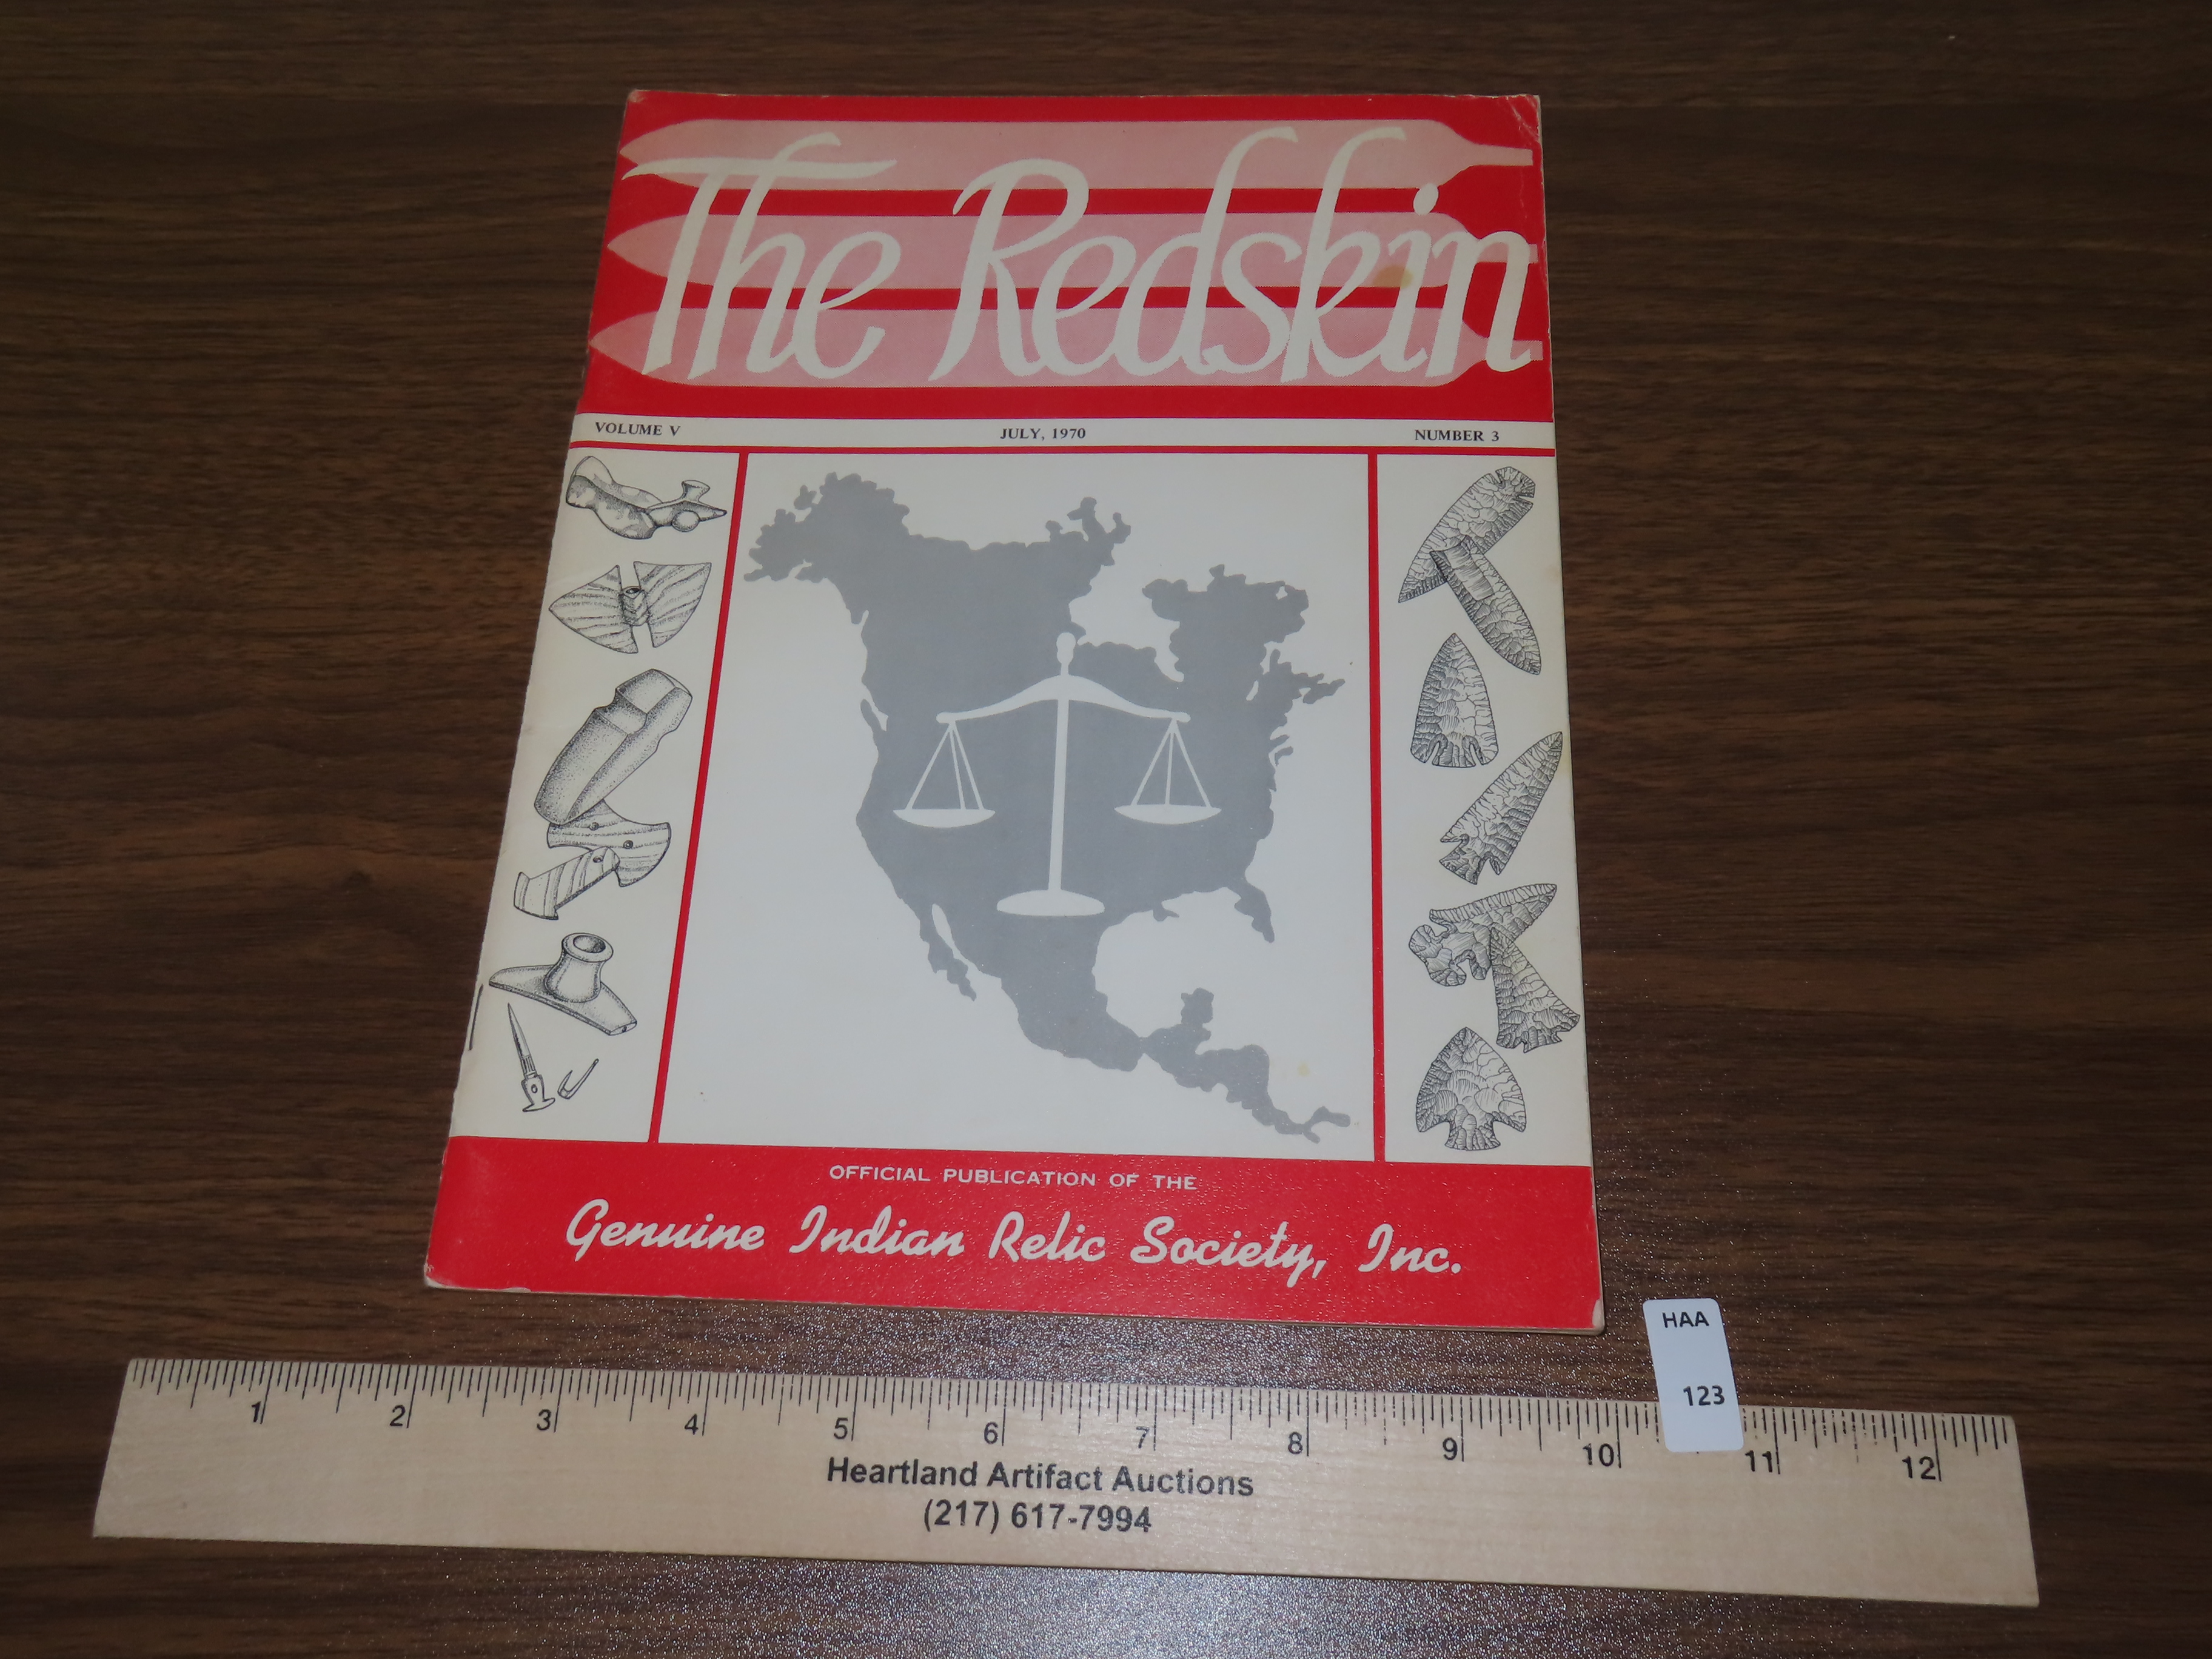 The Redskin
VOLUME V JULY, 1970 NUMBER 3
OFFICIAL PUBLICATION OF THE
Genuine Indian Relic Society, Inc.
HAA
123
1 2 3 4 5 6 7 8 9 10 11 12
Heartland Artifact Auctions
(217) 617-7994